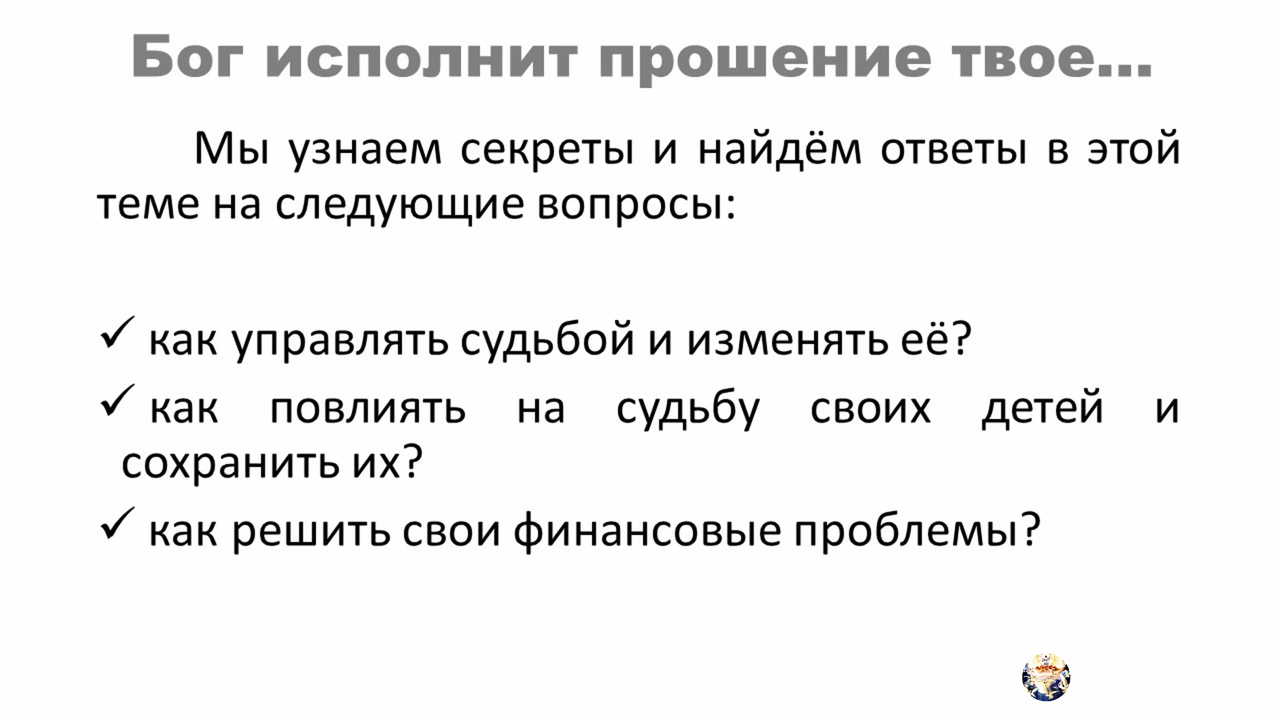 Бог исполнит прошение твое...
Мы узнаем секреты и найдём ответы в этой
теме на следующие вопросы:
✓ как управлять судьбой и изменять её?
✓ как повлиять на судьбу своих детей и
сохранить их?
✓ как решить свои финансовые проблемы?